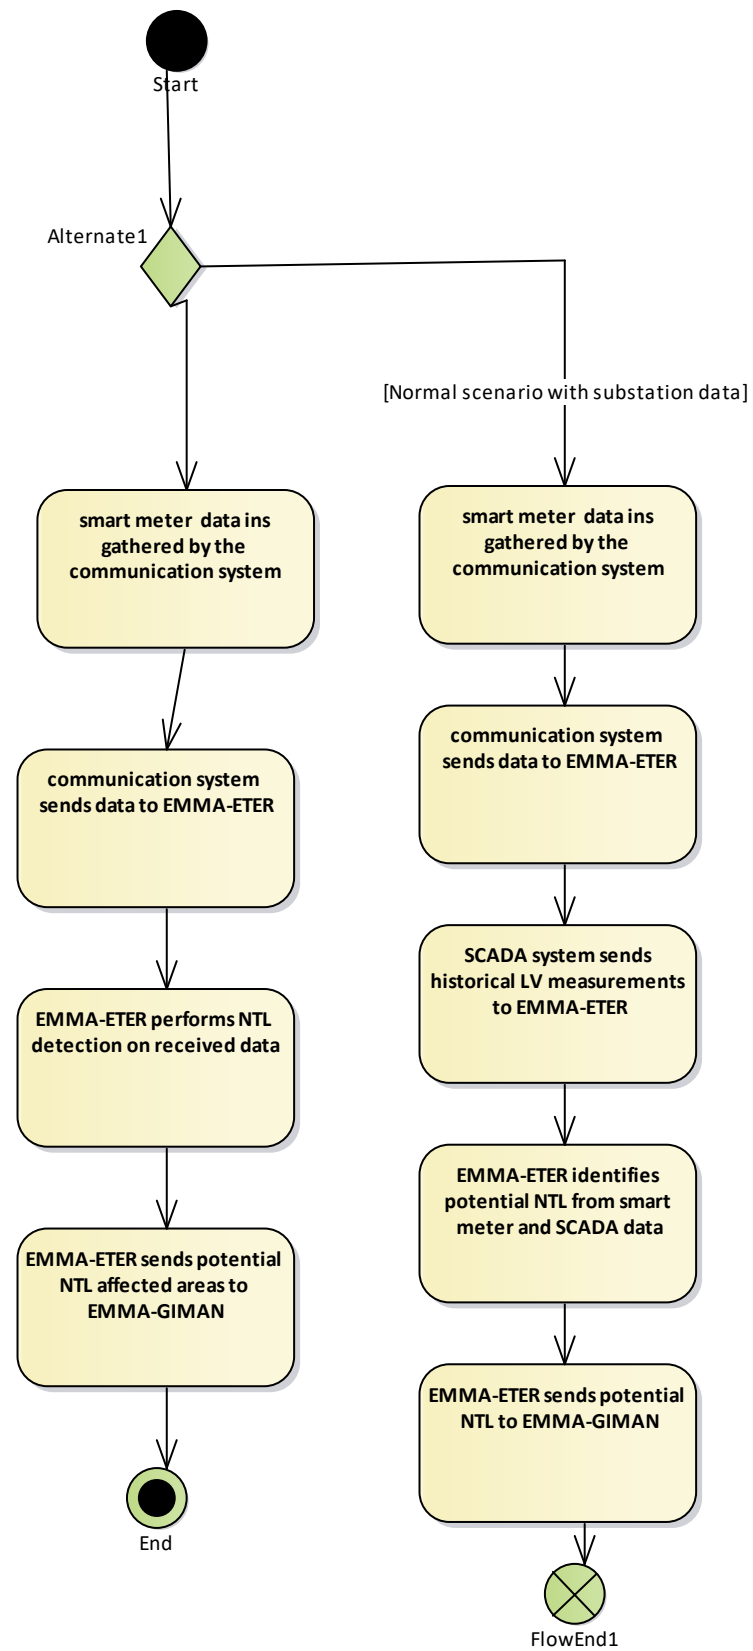 Start
Alternate1
[Normal scenario with substation data]
smart meter  data ins
gathered by the
communication system
communication system
sends data to EMMA-ETER
EMMA-ETER performs NTL
detection on received data
EMMA-ETER sends potential
NTL affected areas to
EMMA-GIMAN
End
smart meter  data ins
gathered by the
communication system
communication system
sends data to EMMA-ETER
SCADA system sends
historical LV measurements
to EMMA-ETER
EMMA-ETER identifies
potential NTL from smart
meter and SCADA data
EMMA-ETER sends potential
NTL to EMMA-GIMAN
FlowEnd1